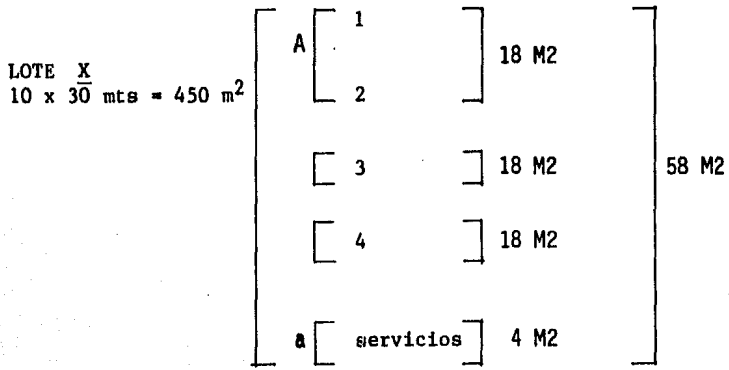 1
A
18 M2
LOTE X
10 x 30 mts = 450 m2
2
3 18 M2 58 M2
4 18 M2
a servicios 4 M2